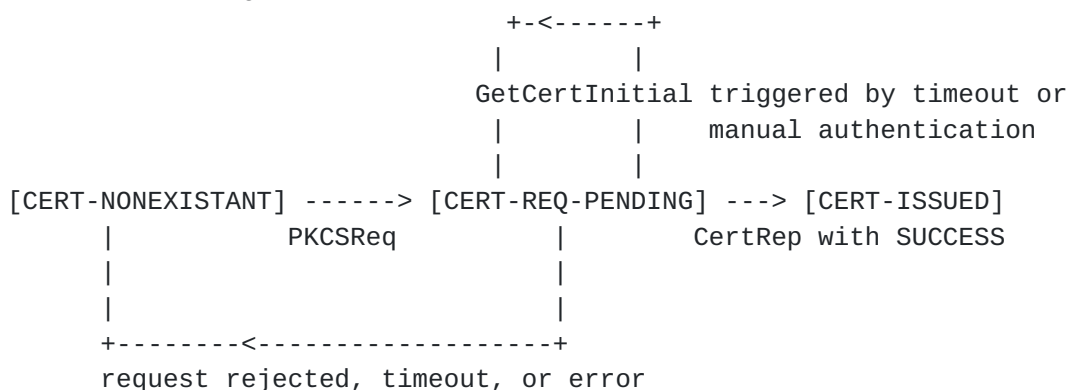 +-<------+
|        |
GetCertInitial triggered by timeout or
|        |    manual authentication
|        |
[CERT-NONEXISTANT] ------> [CERT-REQ-PENDING] ---> [CERT-ISSUED]
|           PKCSReq          |        CertRep with SUCCESS
|                            |
|                            |
+--------<-------------------+
request rejected, timeout, or error